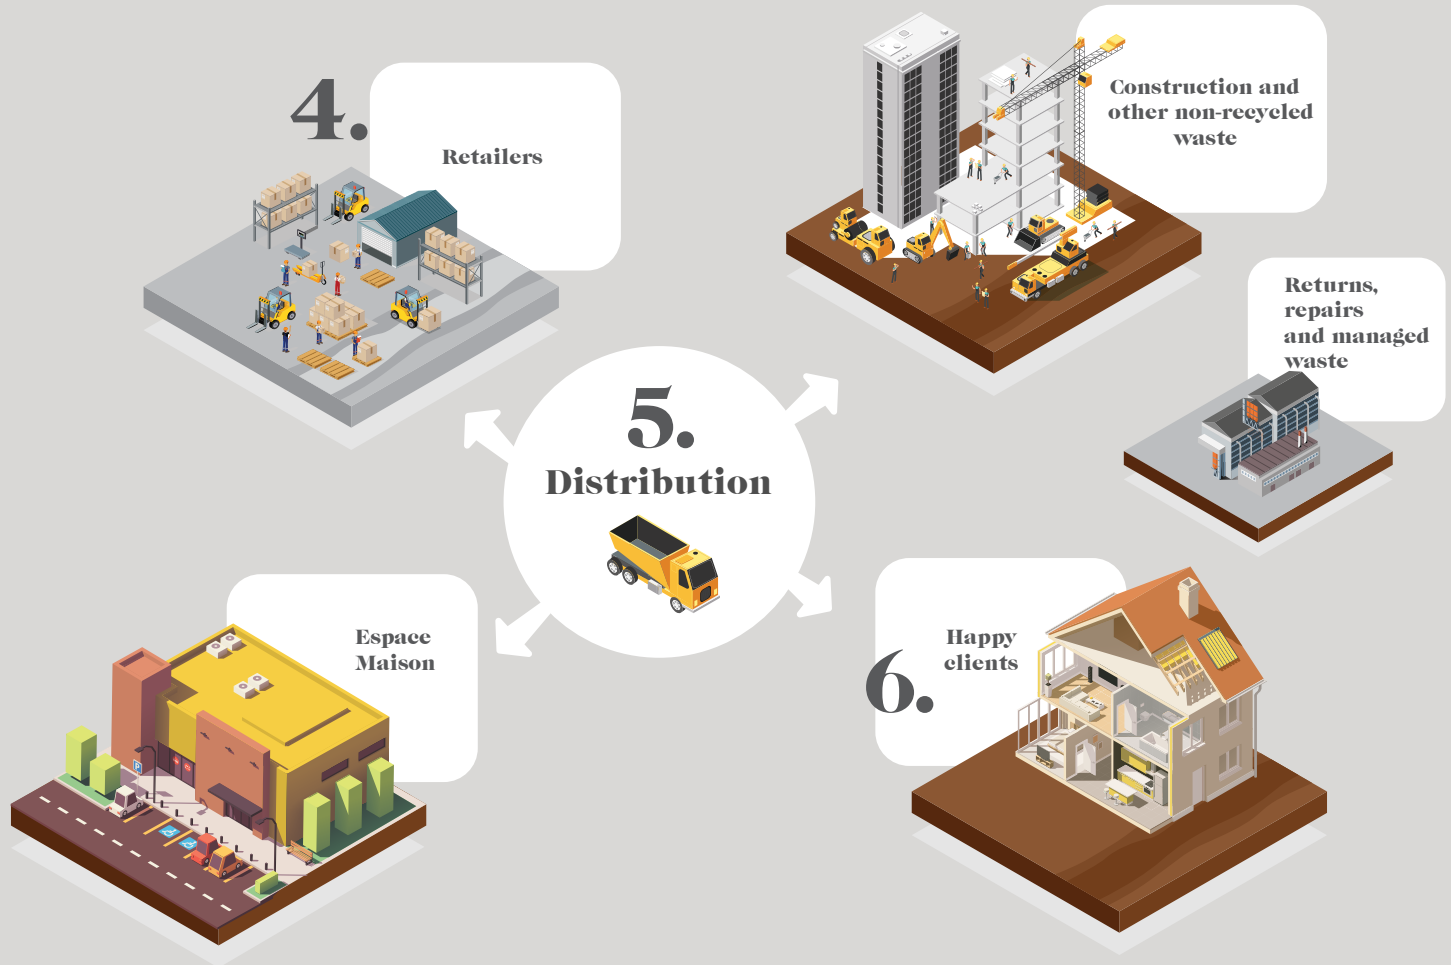 4.
Retailers
Construction and
other non-recycled
waste
Returns,
repairs
and managed
waste
5.
Distribution
Espace
Maison
P
6.
Happy
clients